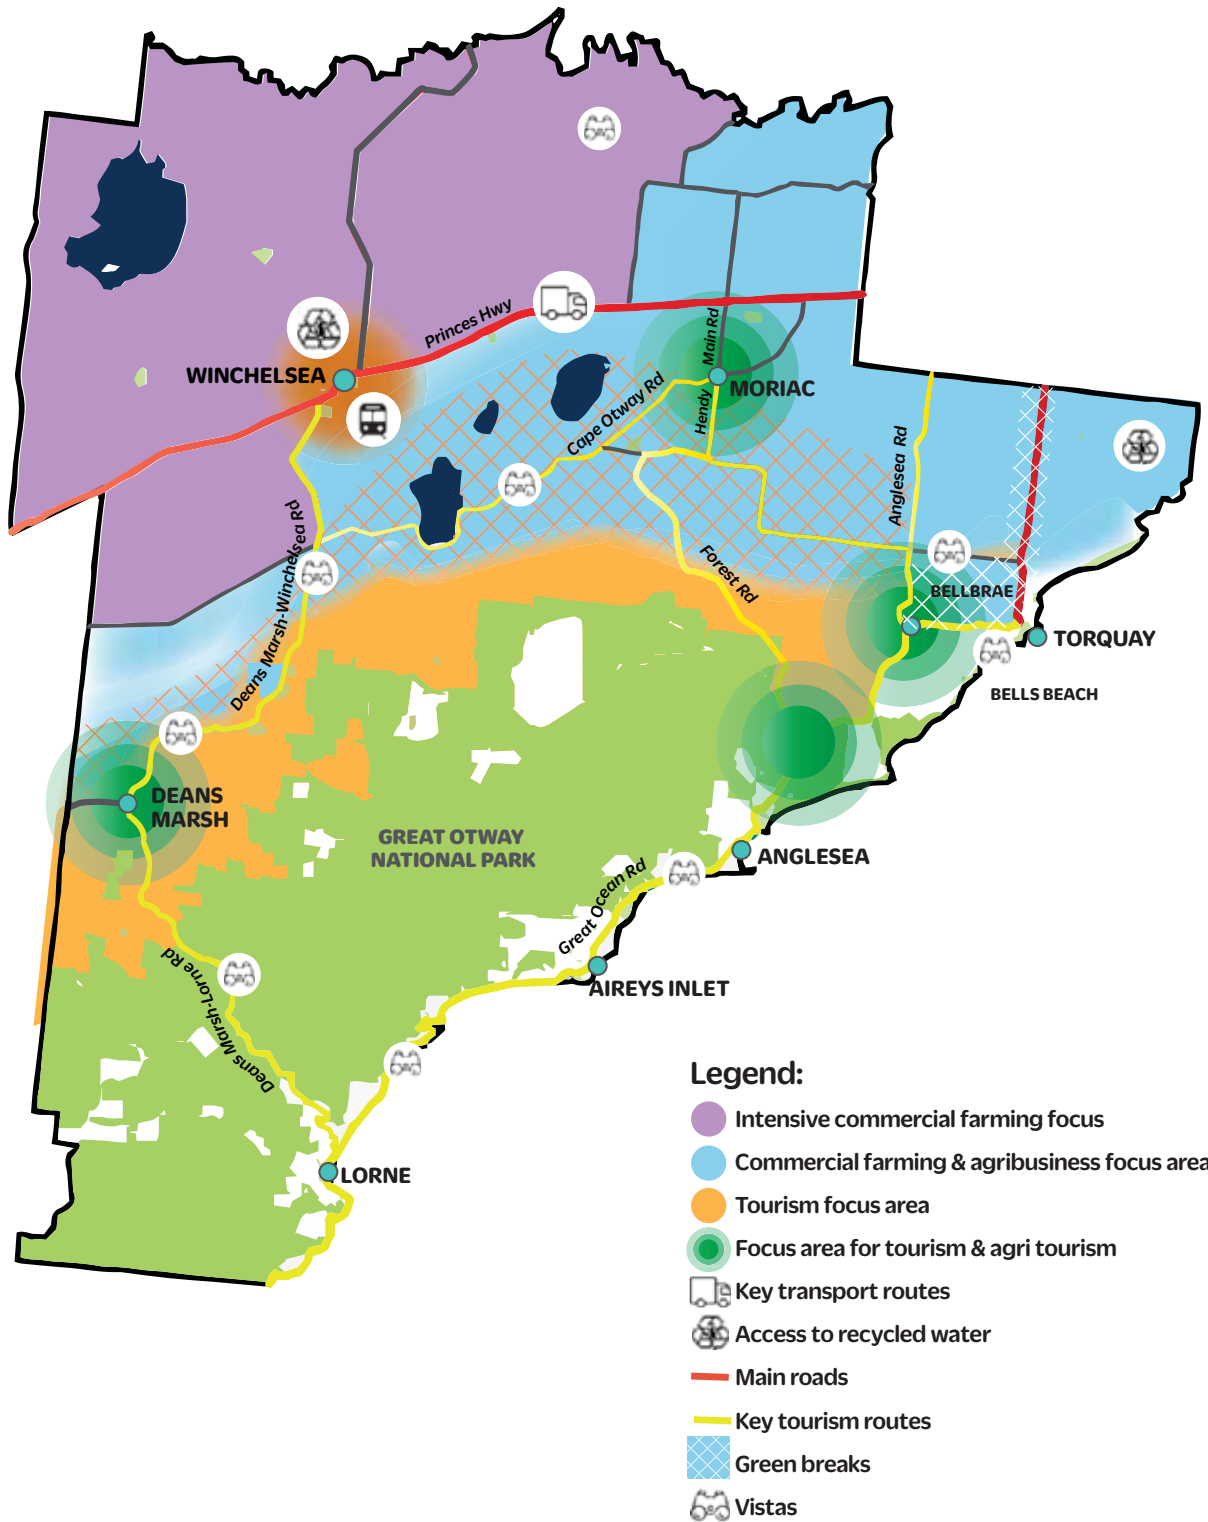 Princes Hwy
WINCHELSEA
Main Rd
MORIAC
Hendy
Cape Otway Rd
Anglesea Rd
Deans Marsh-Winchelsea Rd
Forest Rd
BELLBRAE
TORQUAY
BELLS BEACH
DEANS
MARSH
GREAT OTWAY
NATIONAL PARK
ANGLESEA
Great Ocean Rd
AIREYS INLET
Deans Marsh-Lorne Rd
LORNE
Legend:
Intensive commercial farming focus
Commercial farming & agribusiness focus area
Tourism focus area
Focus area for tourism & agri tourism
Key transport routes
Access to recycled water
Main roads
Key tourism routes
Green breaks
Vistas